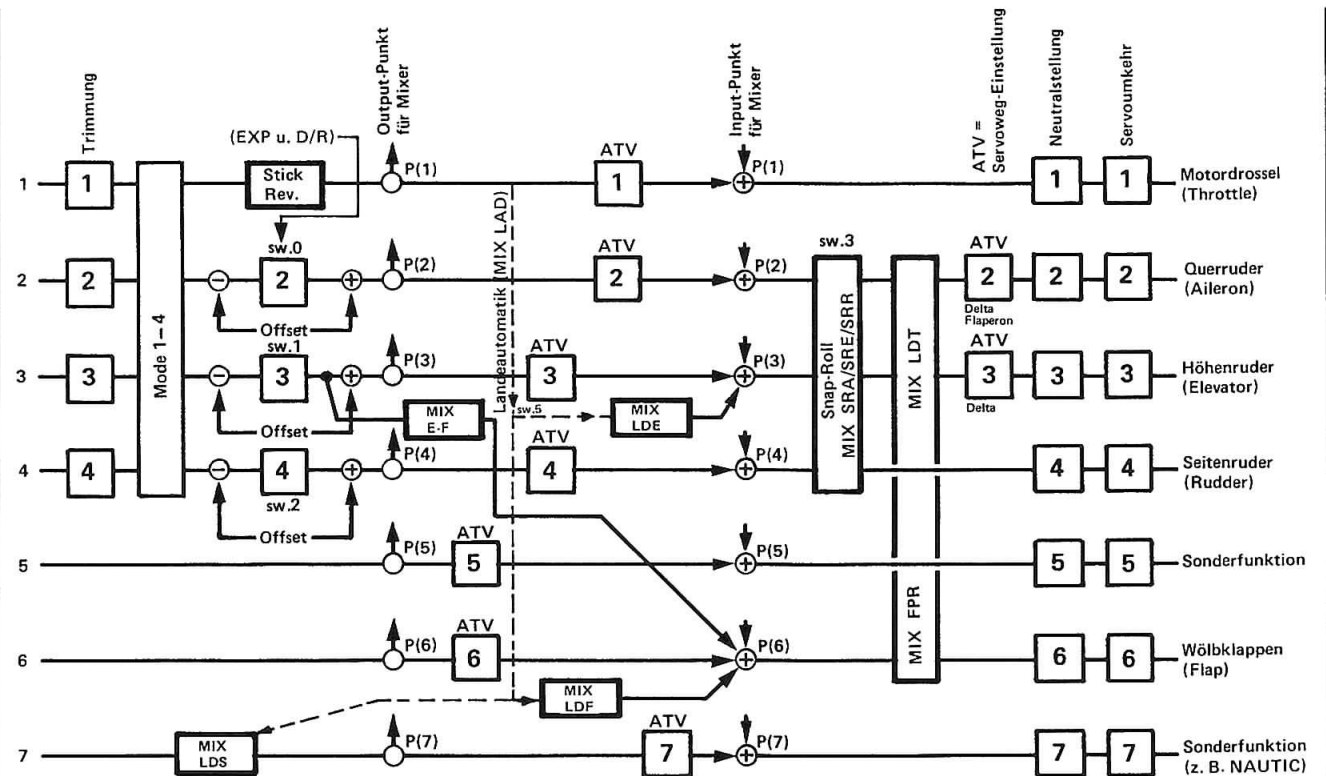 Trimmung
(EXP u. D/R)
Output-Punkt
für Mixer
Input-Punkt
für Mixer
ATV =
Servoweg-Einstellung
Neutralstellung
Servoumkehr
1
1
Mode 1–4
Stick
Rev.
P(1)
Landeautomatik (MIX LAD)
ATV
1
P(1)
1
1
Motordrossel
(Throttle)
2
2
sw.0
2
Offset
P(2)
ATV
2
P(2)
sw.3
Snap-Roll
MIX SRA/SRE/SRR
MIX LDT
ATV
2
Delta
Flaperon
2
2
Querruder
(Aileron)
3
3
sw.1
3
Offset
P(3)
MIX
E-F
ATV
3
sw.5
MIX
LDE
P(3)
ATV
3
Delta
3
3
Höhenruder
(Elevator)
4
4
4
sw.2
Offset
P(4)
ATV
4
P(4)
4
4
Seitenruder
(Rudder)
5
P(5)
ATV
5
P(5)
MIX FPR
5
5
Sonderfunktion
6
P(6)
ATV
6
P(6)
6
6
Wölbklappen
(Flap)
MIX
LDF
7
MIX
LDS
P(7)
ATV
7
P(7)
7
7
Sonderfunktion
(z. B. NAUTIC)